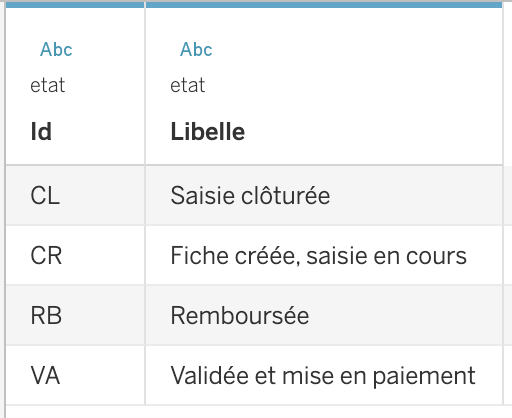 Abc Abc
etat etat
Id Libelle
CL Saisie clôturée
CR Fiche créée, saisie en cours
RB Remboursée
VA Validée et mise en paiement